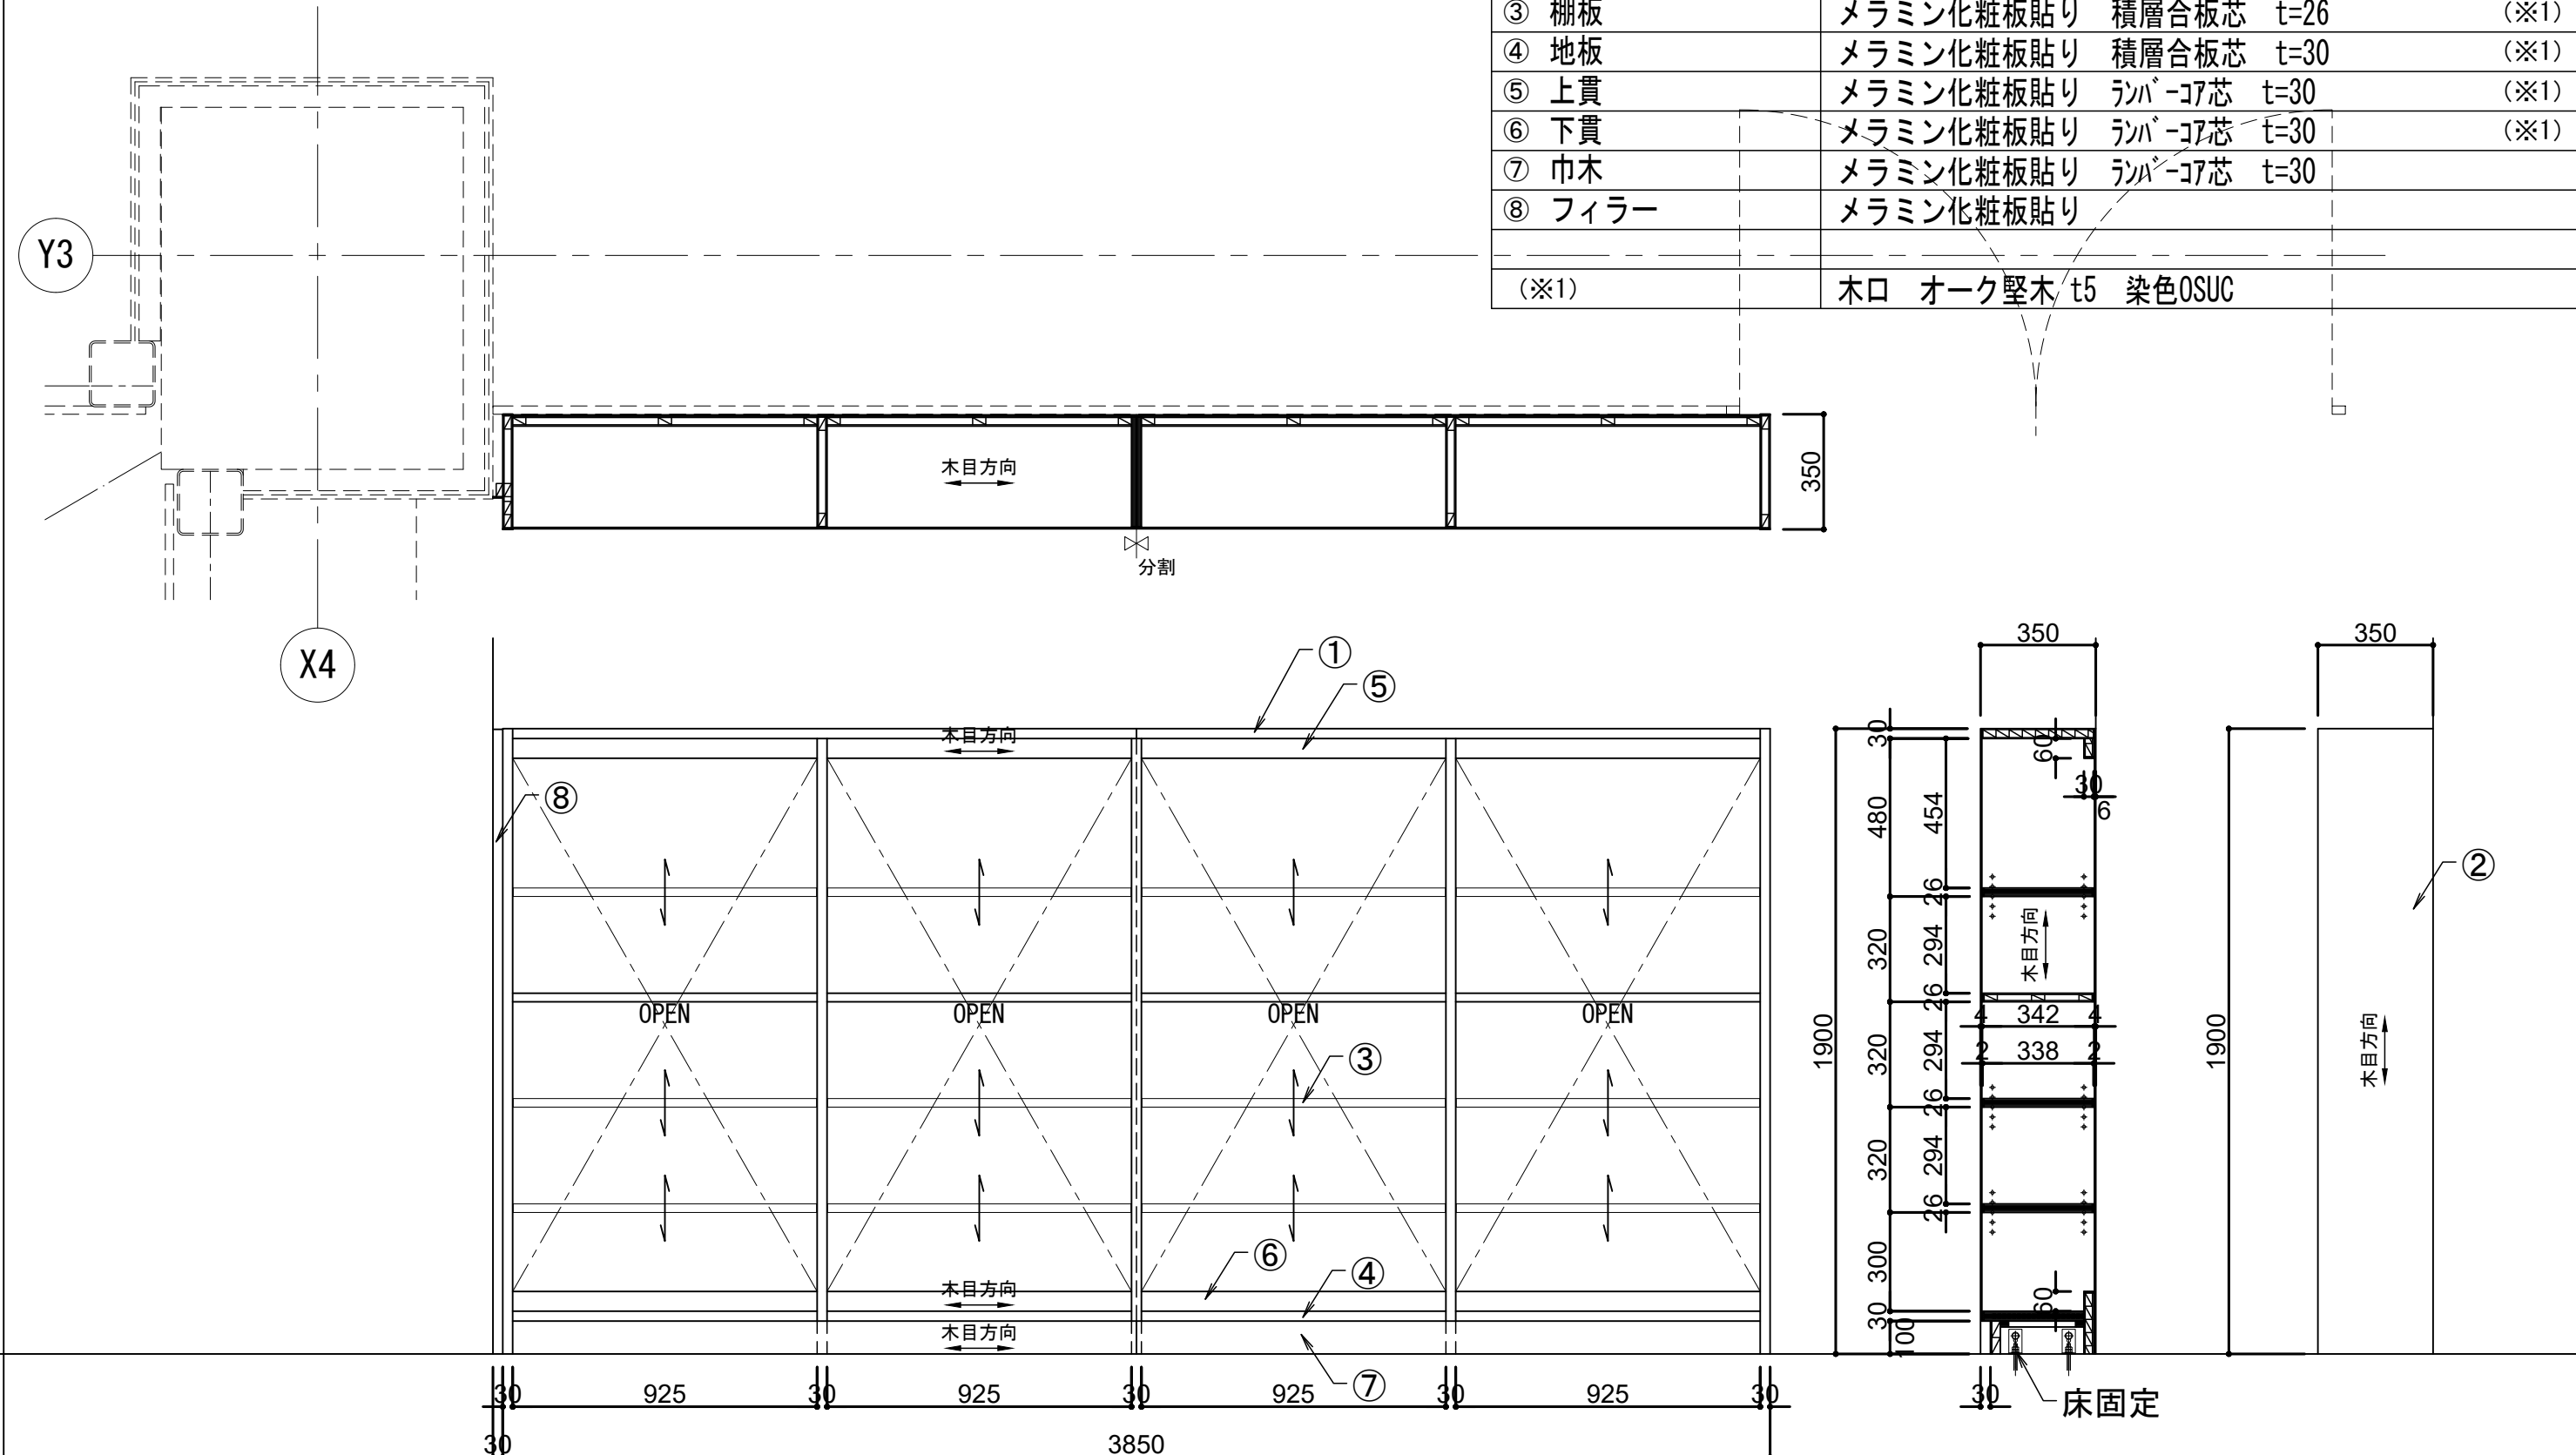 ③ 棚板 メラミン化粧板貼り 積層合板芯 t=26 (※1)
④ 地板 メラミン化粧板貼り 積層合板芯 t=30 (※1)
⑤ 上貫 メラミン化粧板貼り ﾗﾝﾊﾞｰｺｱ芯 t=30 (※1)
⑥ 下貫 メラミン化粧板貼り ﾗﾝﾊﾞｰｺｱ芯 t=30 (※1)
⑦ 巾木 メラミン化粧板貼り ﾗﾝﾊﾞｰｺｱ芯 t=30
⑧ フィラー メラミン化粧板貼り
(※1) 木口 オーク堅木 t5 染色OSUC
Y3
X4
木目方向
分割
350
①
⑤
⑧
木目方向
OPEN
OPEN
OPEN
OPEN
③
⑥
④
⑦
木目方向
木目方向
30
925
30
925
30
925
30
925
30
30
3850
350
1900
30
480
320
320
320
300
30
100
454
26
294
26
294
26
294
26
60
30
6
木目方向
4
342
4
2
338
2
60
30
床固定
350
1900
木目方向
②